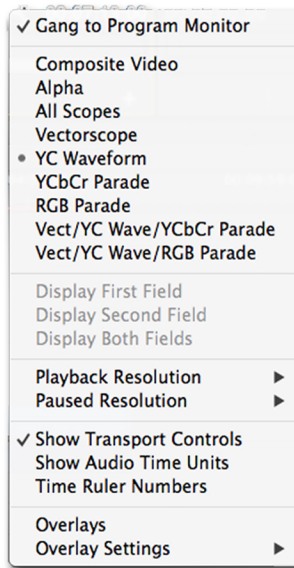 Gang to Program Monitor
Composite Video
Alpha
All Scopes
Vectorscope
YC Waveform
YCbCr Parade
RGB Parade
Vect/YC Wave/YCbCr Parade
Vect/YC Wave/RGB Parade
Display First Field
Display Second Field
Display Both Fields
Playback Resolution
Paused Resolution
Show Transport Controls
Show Audio Time Units
Time Ruler Numbers
Overlays
Overlay Settings